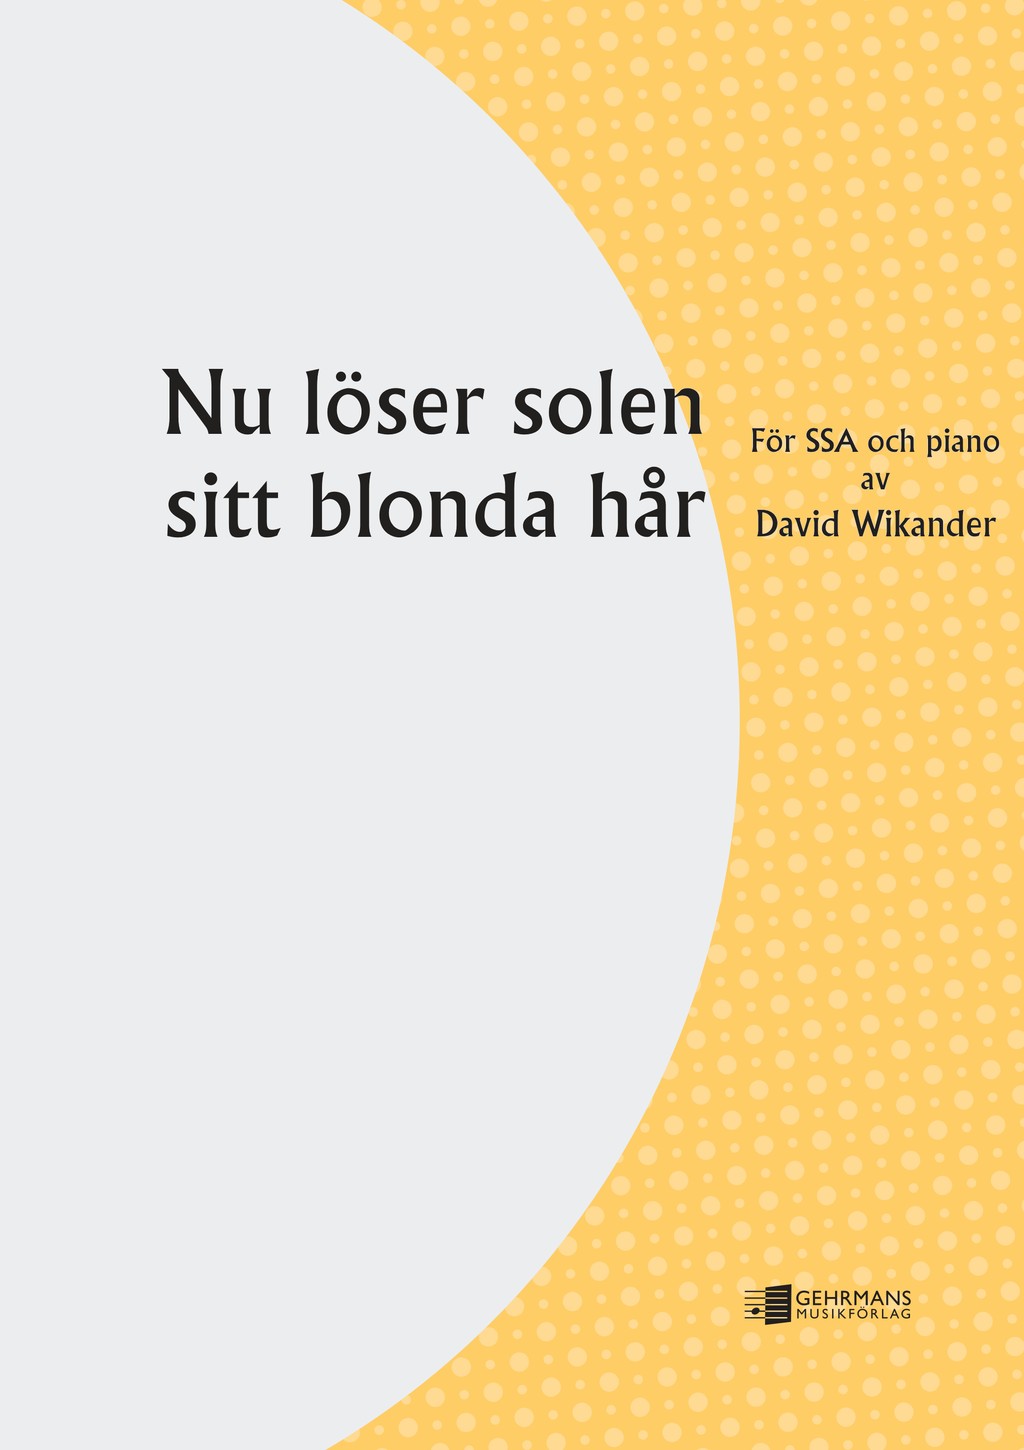 Nu löser solen
sitt blonda hår
För SSA och piano
av
David Wikander
GEHRMANS
MUSIKFÖRLAG